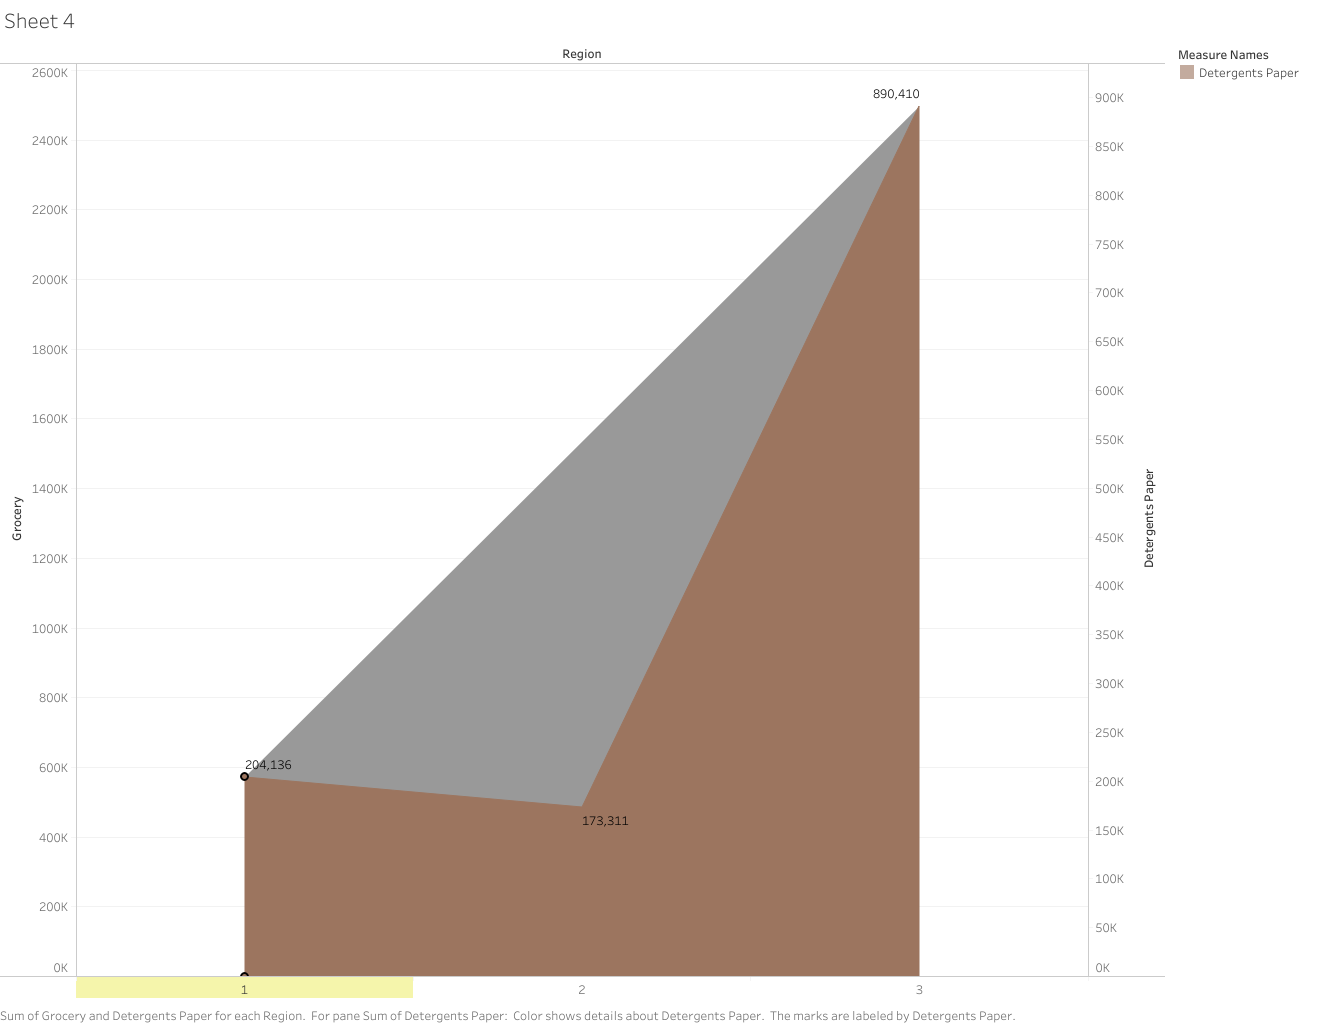 Sheet 4
Region
Measure Names
Detergents Paper
2600K
2400K
2200K
2000K
1800K
1600K
1400K
1200K
1000K
800K
600K
400K
200K
0K
Grocery
890,410
204,136
173,311
900K
850K
800K
750K
700K
650K
600K
550K
500K
450K
400K
350K
300K
250K
200K
150K
100K
50K
0K
Detergents Paper
1 2 3
Sum of Grocery and Detergents Paper for each Region.  For pane Sum of Detergents Paper:  Color shows details about Detergents Paper.  The marks are labeled by Detergents Paper.